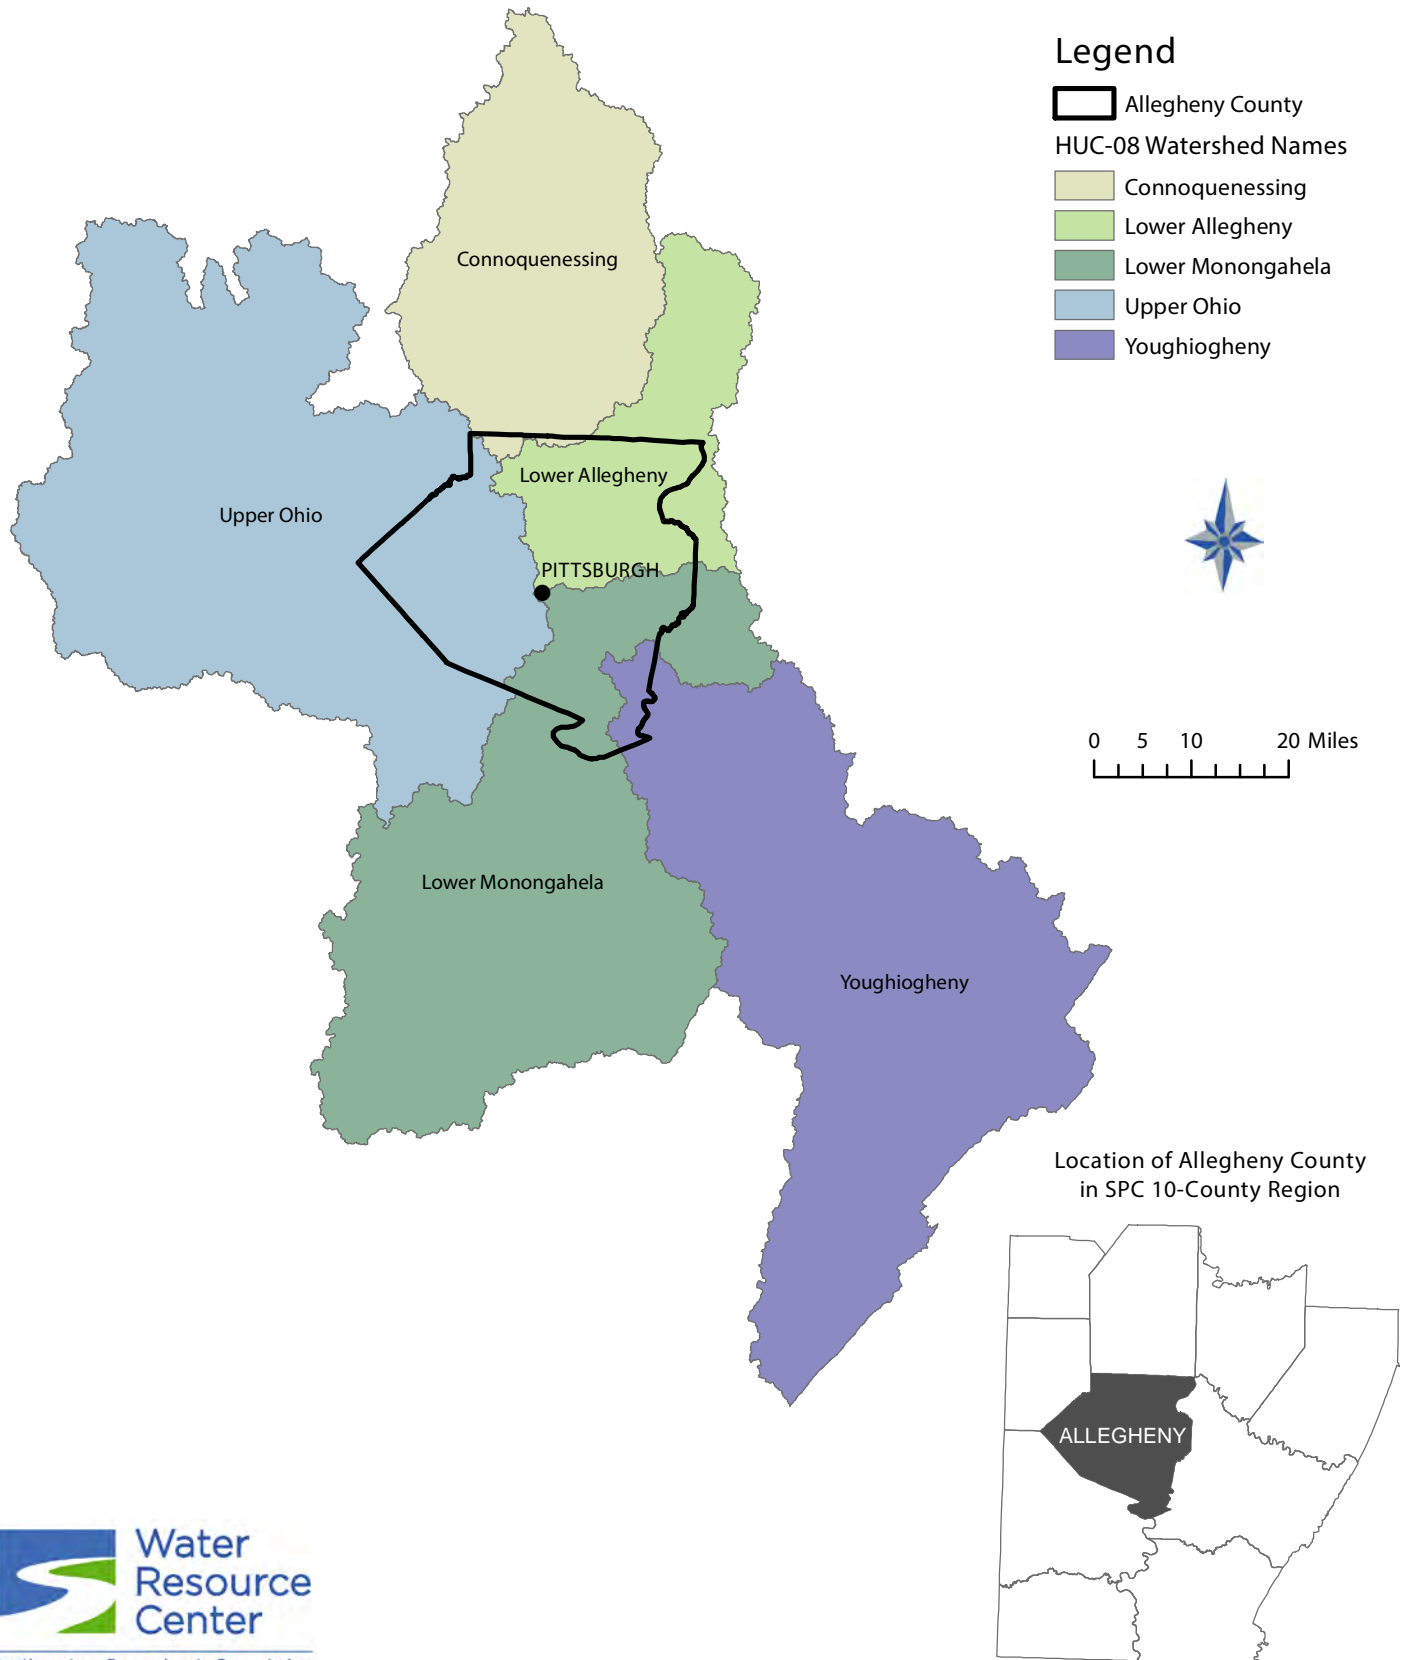 Legend
Allegheny County
HUC-08 Watershed Names
Connoquenessing
Lower Allegheny
Lower Monongahela
Upper Ohio
Youghiogheny
Connoquenessing
Lower Allegheny
Upper Ohio
PITTSBURGH
0 5 10 20 Miles
Lower Monongahela
Youghiogheny
Location of Allegheny County
in SPC 10-County Region
ALLEGHENY
Water
Resource
Center